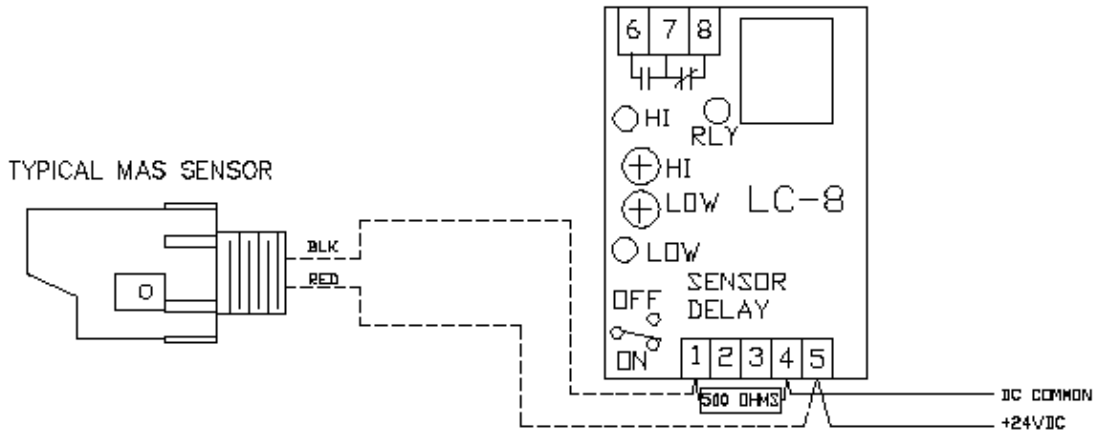 6 7 8
HI
RLY
TYPICAL MAS SENSOR
HI
LOW LC-8
BLK
LOW
RED
SENSOR
DELAY
OFF
ON
1 2 3 4 5
500 OHMS
DC COMMON
+24VDC